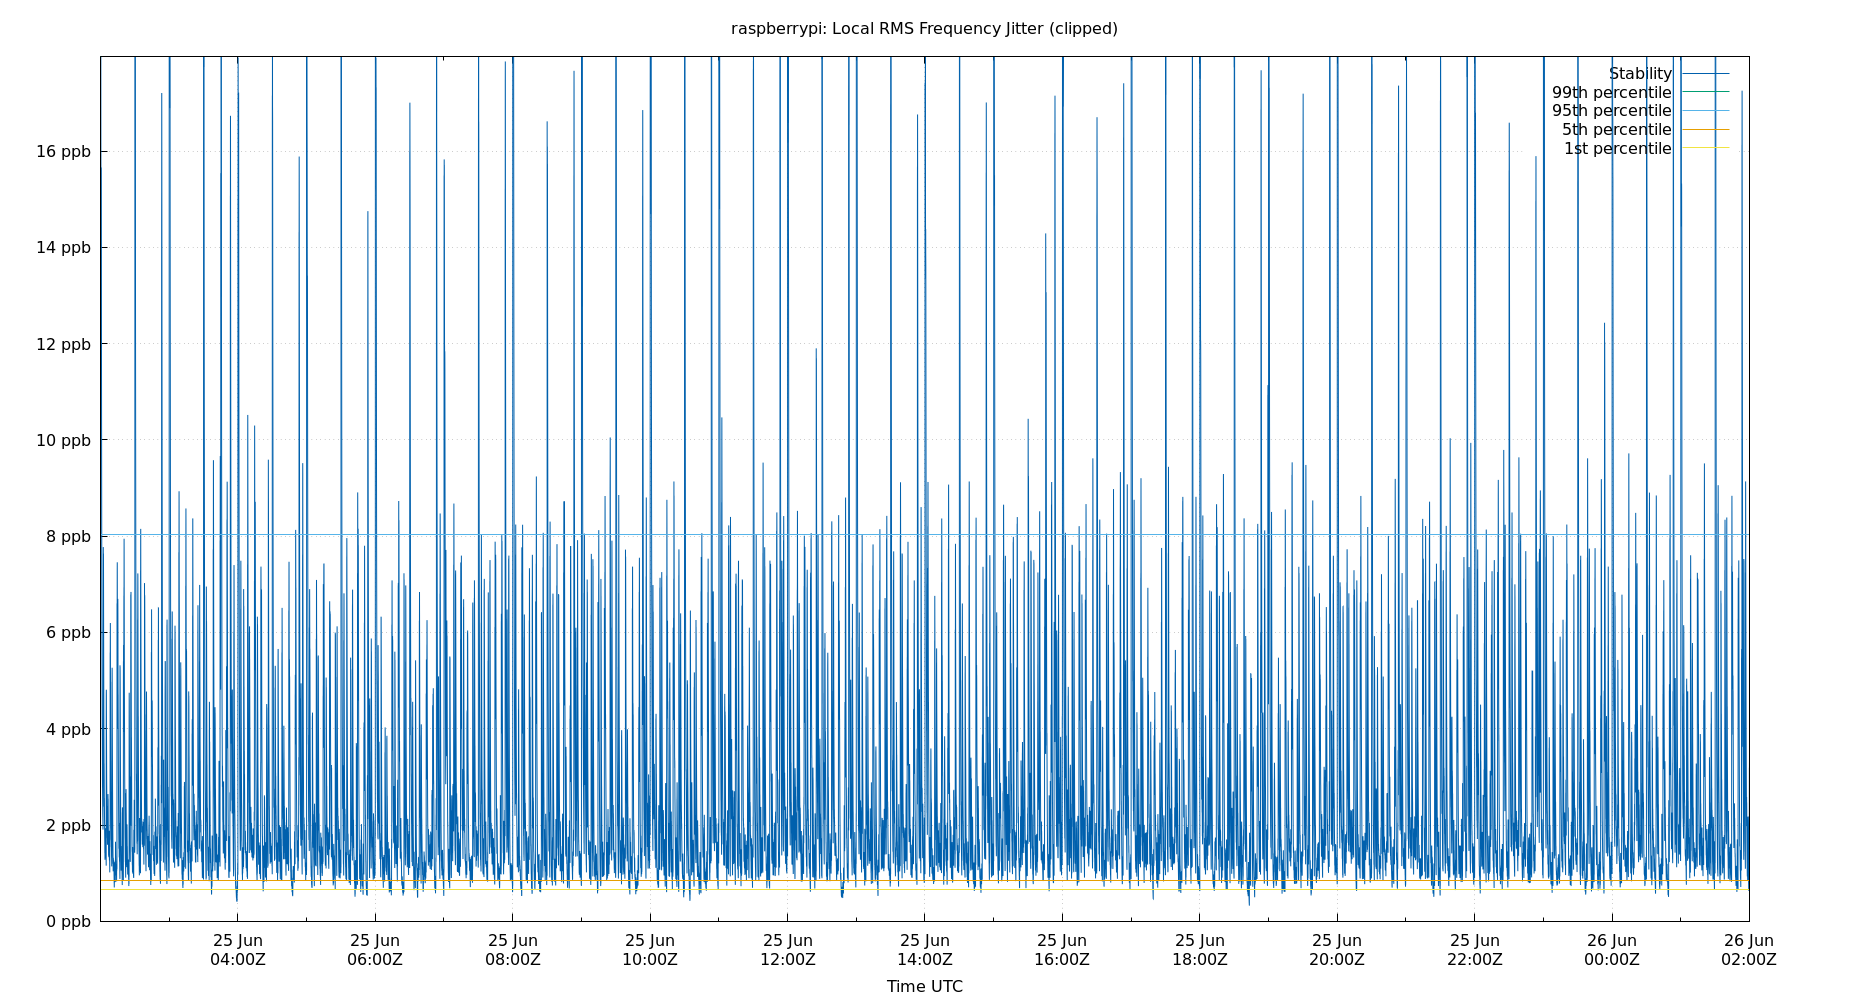 raspberrypi: Local RMS Frequency Jitter (clipped)
Stability
99th percentile
95th percentile
5th percentile
1st percentile
16 ppb
14 ppb
12 ppb
10 ppb
8 ppb
6 ppb
4 ppb
2 ppb
0 ppb
25 Jun 25 Jun 25 Jun 25 Jun 25 Jun 25 Jun 25 Jun 25 Jun 25 Jun 25 Jun 26 Jun 26 Jun
04:00Z 06:00Z 08:00Z 10:00Z 12:00Z 14:00Z 16:00Z 18:00Z 20:00Z 22:00Z 00:00Z 02:00Z
Time UTC